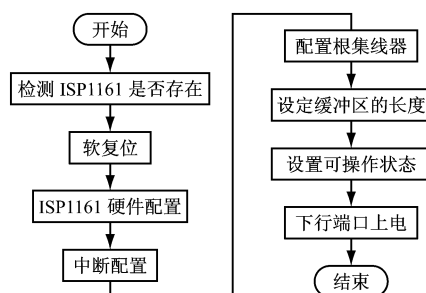 开始
检测 ISP1161 是否存在
软复位
ISP1161 硬件配置
中断配置
配置根集线器
设定缓冲区的长度
设置可操作状态
下行端口上电
结束